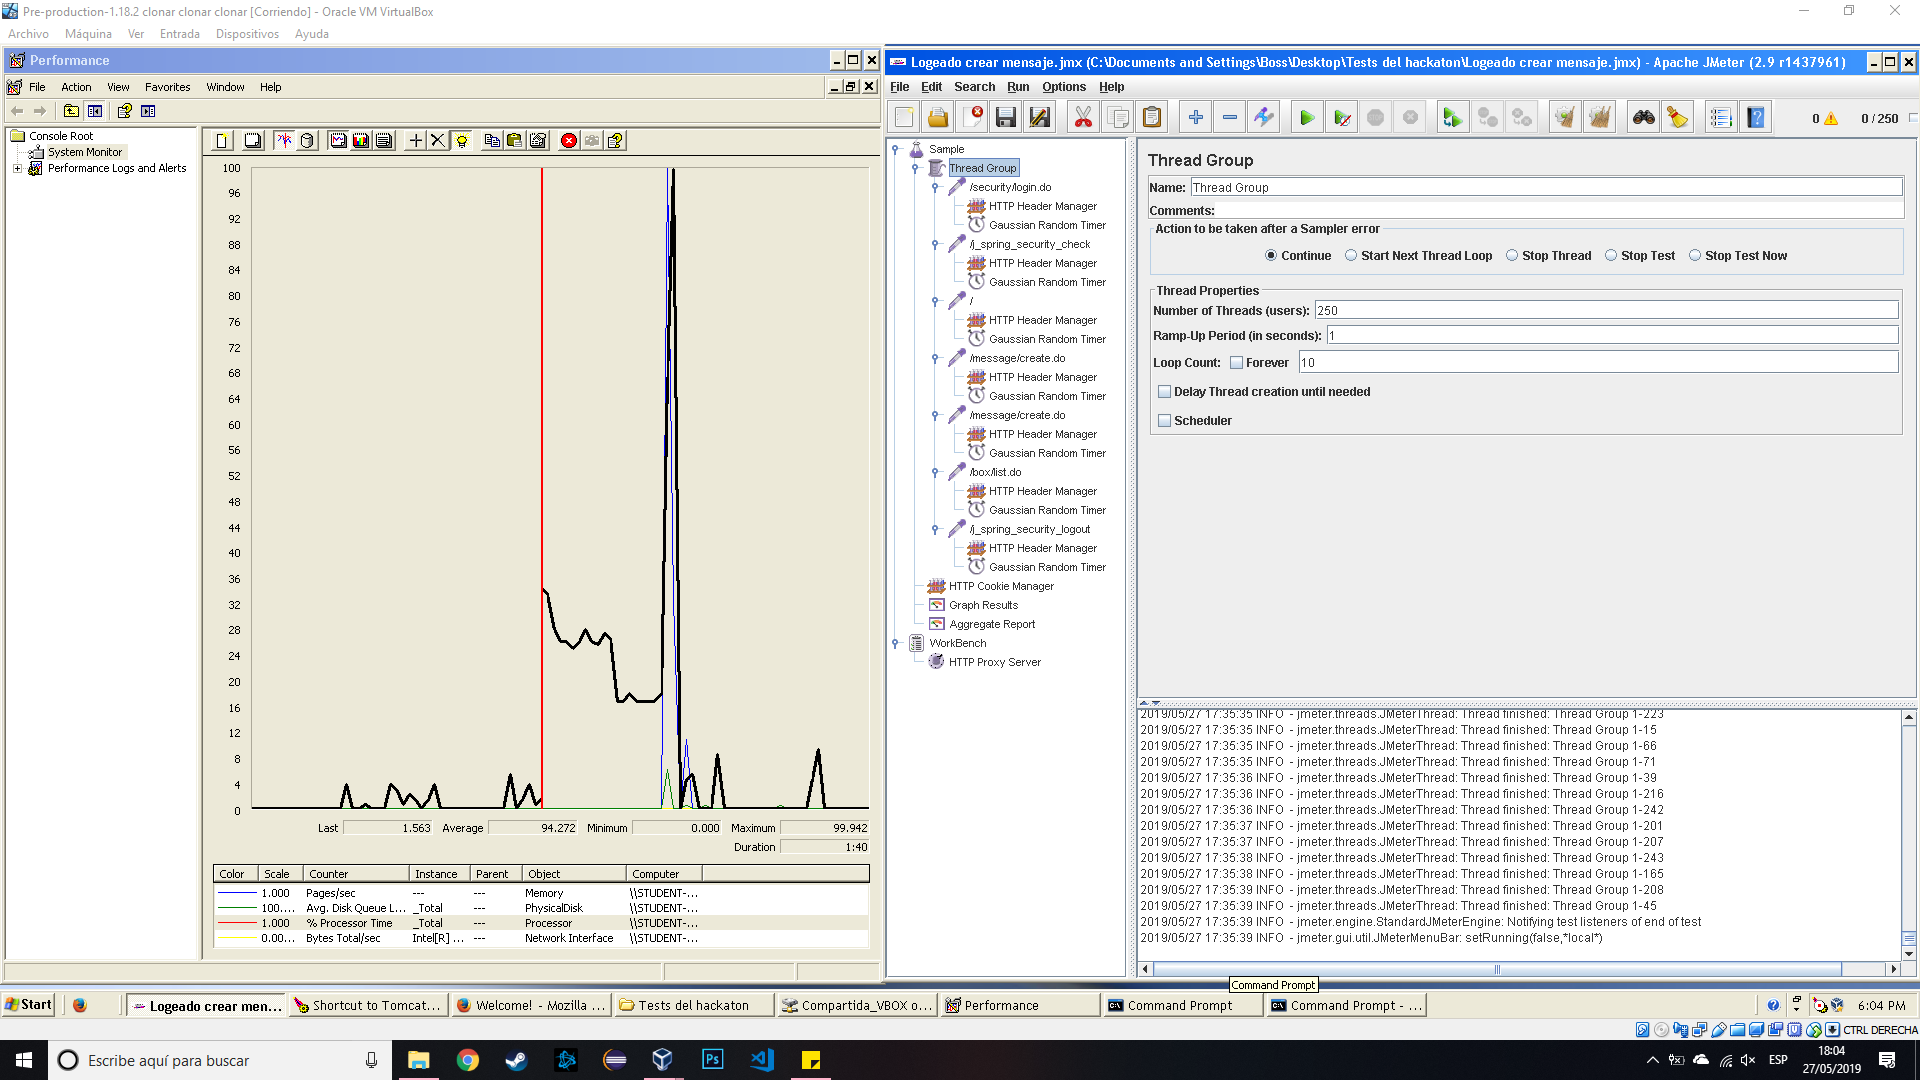 Pre-production-1.18.2 clonar clonar clonar [Corriendo] - Oracle VM VirtualBox
Archivo Máquina Ver Entrada Dispositivos Ayuda
Performance
File Action View Favorites Window Help
Console Root
System Monitor
Performance Logs and Alerts
100
96
92
88
84
80
76
72
68
64
60
56
52
48
44
40
36
32
28
24
20
16
12
8
4
0
Last 1.563 Average 94.272 Minimum 0.000 Maximum 99.942
Duration 1:40
Color Scale Counter Instance Parent Object Computer
1.000 Pages/sec --- --- Memory \\STUDENT-...
100.... Avg. Disk Queue L... _Total --- PhysicalDisk \\STUDENT-...
1.000 % Processor Time _Total --- Processor \\STUDENT-...
0.00... Bytes Total/sec Intel[R] ... --- Network Interface \\STUDENT-...
Logeado crear mensaje.jmx (C:\Documents and Settings\Boss\Desktop\Tests del hackaton\Logeado crear mensaje.jmx) - Apache JMeter (2.9 r1437961)
File Edit Search Run Options Help
0 0 / 250
Sample
Thread Group
/security/login.do
HTTP Header Manager
Gaussian Random Timer
/j_spring_security_check
HTTP Header Manager
Gaussian Random Timer
/
HTTP Header Manager
Gaussian Random Timer
/message/create.do
HTTP Header Manager
Gaussian Random Timer
/message/create.do
HTTP Header Manager
Gaussian Random Timer
/box/list.do
HTTP Header Manager
Gaussian Random Timer
/j_spring_security_logout
HTTP Header Manager
Gaussian Random Timer
HTTP Cookie Manager
Graph Results
Aggregate Report
WorkBench
HTTP Proxy Server
Thread Group
Name: Thread Group
Comments:
Action to be taken after a Sampler error
Continue Start Next Thread Loop Stop Thread Stop Test Stop Test Now
Thread Properties
Number of Threads (users): 250
Ramp-Up Period (in seconds): 1
Loop Count: Forever 10
Delay Thread creation until needed
Scheduler
2019/05/27 17:35:35 INFO - jmeter.threads.JMeterThread: Thread finished: Thread Group 1-223
2019/05/27 17:35:35 INFO - jmeter.threads.JMeterThread: Thread finished: Thread Group 1-15
2019/05/27 17:35:35 INFO - jmeter.threads.JMeterThread: Thread finished: Thread Group 1-66
2019/05/27 17:35:35 INFO - jmeter.threads.JMeterThread: Thread finished: Thread Group 1-71
2019/05/27 17:35:36 INFO - jmeter.threads.JMeterThread: Thread finished: Thread Group 1-39
2019/05/27 17:35:36 INFO - jmeter.threads.JMeterThread: Thread finished: Thread Group 1-216
2019/05/27 17:35:36 INFO - jmeter.threads.JMeterThread: Thread finished: Thread Group 1-242
2019/05/27 17:35:37 INFO - jmeter.threads.JMeterThread: Thread finished: Thread Group 1-201
2019/05/27 17:35:37 INFO - jmeter.threads.JMeterThread: Thread finished: Thread Group 1-207
2019/05/27 17:35:38 INFO - jmeter.threads.JMeterThread: Thread finished: Thread Group 1-243
2019/05/27 17:35:38 INFO - jmeter.threads.JMeterThread: Thread finished: Thread Group 1-165
2019/05/27 17:35:39 INFO - jmeter.threads.JMeterThread: Thread finished: Thread Group 1-208
2019/05/27 17:35:39 INFO - jmeter.threads.JMeterThread: Thread finished: Thread Group 1-45
2019/05/27 17:35:39 INFO - jmeter.engine.StandardJMeterEngine: Notifying test listeners of end of test
2019/05/27 17:35:39 INFO - jmeter.gui.util.JMeterMenuBar: setRunning(false,*local*)
Command Prompt
Start Logeado crear men... Shortcut to Tomcat... Welcome! - Mozilla ... Tests del hackaton Compartida_VBOX o... Performance Command Prompt Command Prompt - ... 6:04 PM
CTRL DERECHA
Escribe aquí para buscar
ESP
18:04
27/05/2019